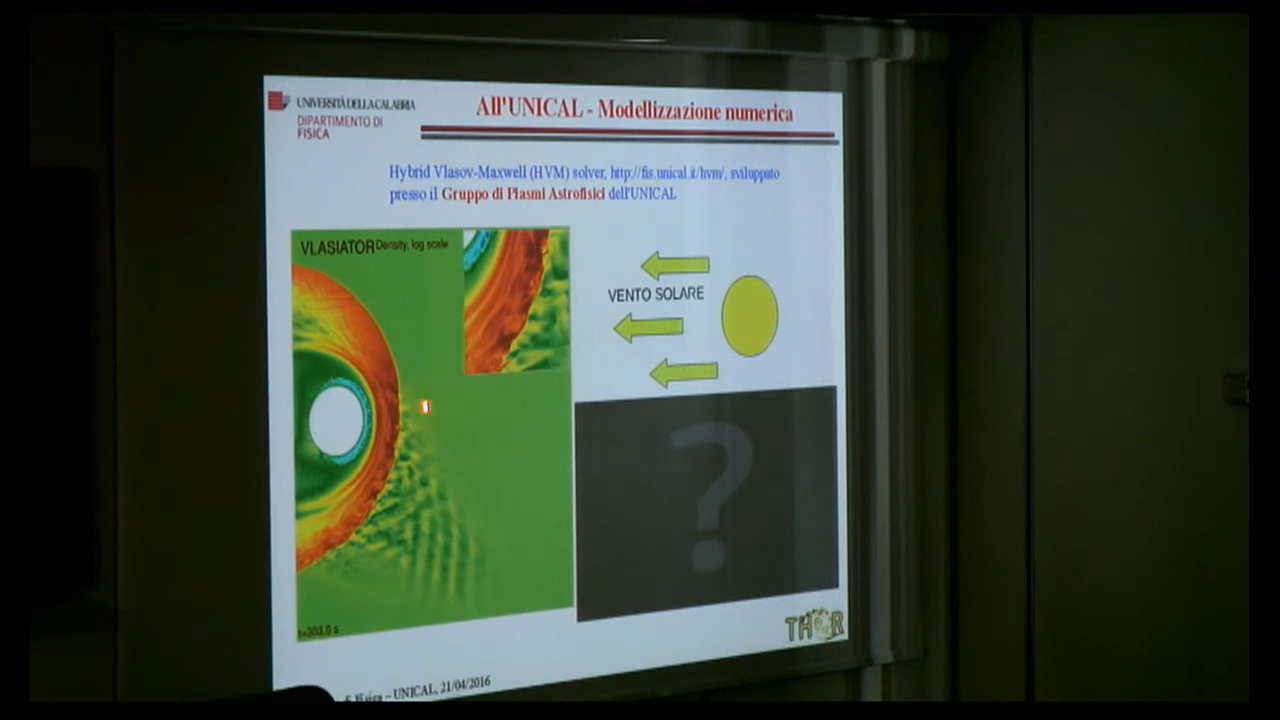 UNIVERSITÀ DELLA CALABRIA
DIPARTIMENTO DI
FISICA
All'UNICAL - Modellizzazione numerica
Hybrid Vlasov-Maxwell (HVM) solver, http://fis.unical.it/hvm/, sviluppato
presso il Gruppo di Plasmi Astrofisici dell'UNICAL
VLASIATOR Density, log scale
VENTO SOLARE
?
THOR
Fisica – UNICAL, 21/04/2016